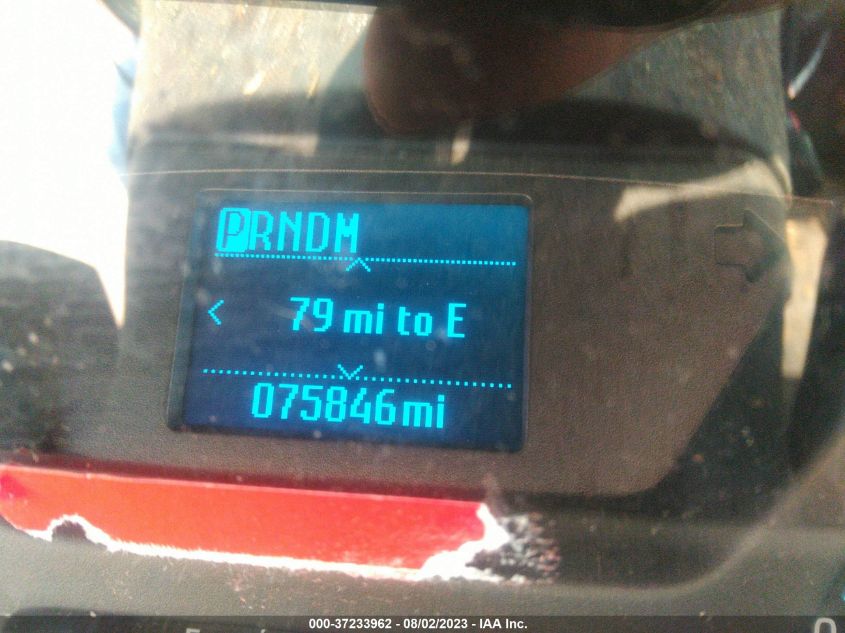 PRNDM
79 mi to E
075846mi
000-37233962 - 08/02/2023 - IAA Inc.